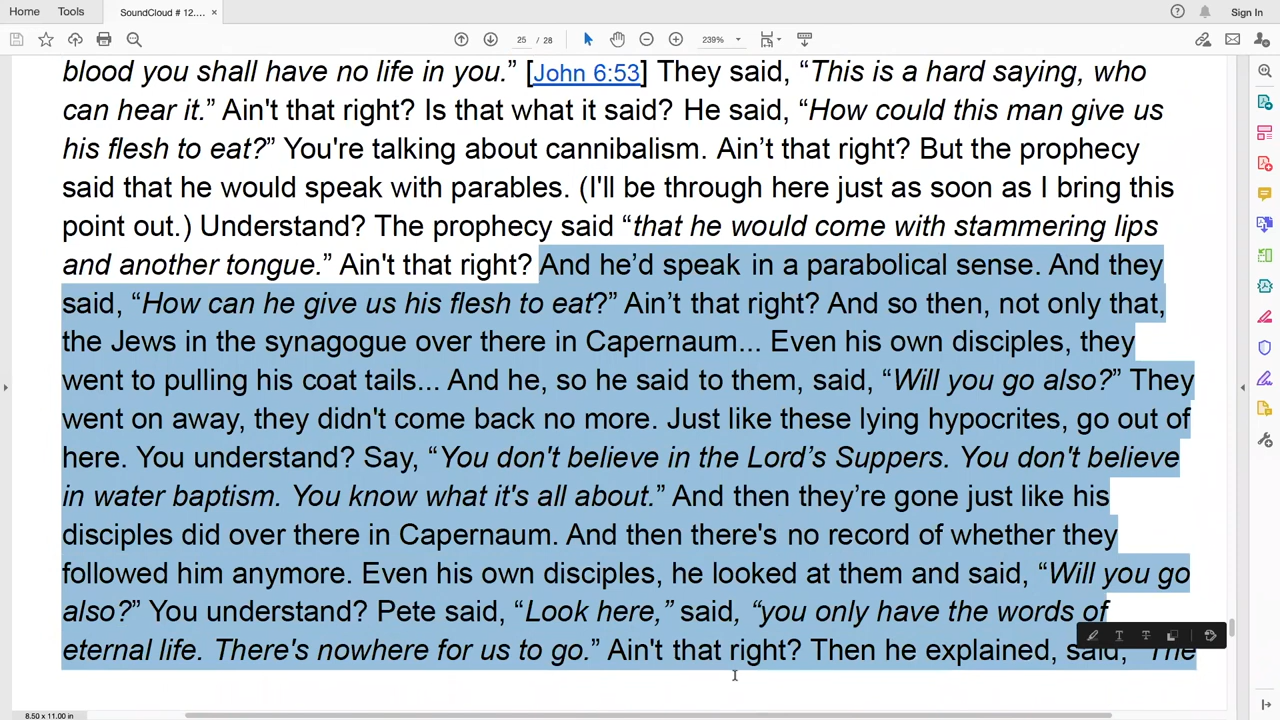 Home Tools SoundCloud # 12.... × Sign In
25 / 28 239%
blood you shall have no life in you.” [John 6:53] They said, “This is a hard saying, who
can hear it.” Ain't that right? Is that what it said? He said, “How could this man give us
his flesh to eat?” You're talking about cannibalism. Ain’t that right? But the prophecy
said that he would speak with parables. (I'll be through here just as soon as I bring this
point out.) Understand? The prophecy said “that he would come with stammering lips
and another tongue.” Ain't that right? And he’d speak in a parabolical sense. And they
said, “How can he give us his flesh to eat?” Ain’t that right? And so then, not only that,
the Jews in the synagogue over there in Capernaum... Even his own disciples, they
went to pulling his coat tails... And he, so he said to them, said, “Will you go also?” They
went on away, they didn't come back no more. Just like these lying hypocrites, go out of
here. You understand? Say, “You don't believe in the Lord’s Suppers. You don't believe
in water baptism. You know what it's all about.” And then they’re gone just like his
disciples did over there in Capernaum. And then there's no record of whether they
followed him anymore. Even his own disciples, he looked at them and said, “Will you go
also?” You understand? Pete said, “Look here,” said, “you only have the words of
eternal life. There's nowhere for us to go.” Ain't that right? Then he explained, said, “The
8.50 x 11.00 in